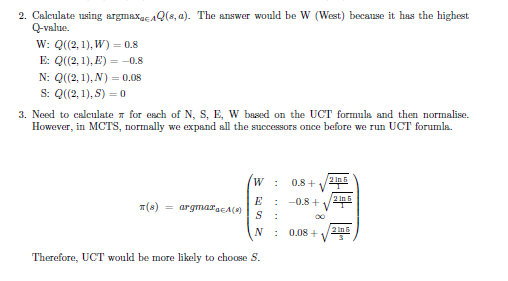 2. Calculate using argmaxₐ∈A Q(s, a). The answer would be W (West) because it has the highest
Q-value.
W: Q((2, 1), W) = 0.8
E: Q((2, 1), E) = −0.8
N: Q((2, 1), N) = 0.08
S: Q((2, 1), S) = 0
3. Need to calculate π for each of N, S, E, W based on the UCT formula and then normalise.
However, in MCTS, normally we expand all the successors once before we run UCT forumla.
π(s) = argmaxₐ∈A(s)
W : 0.8 + √(2 ln 5 / 1)
E : −0.8 + √(2 ln 5 / 1)
S : ∞
N : 0.08 + √(2 ln 5 / 3)
Therefore, UCT would be more likely to choose S.